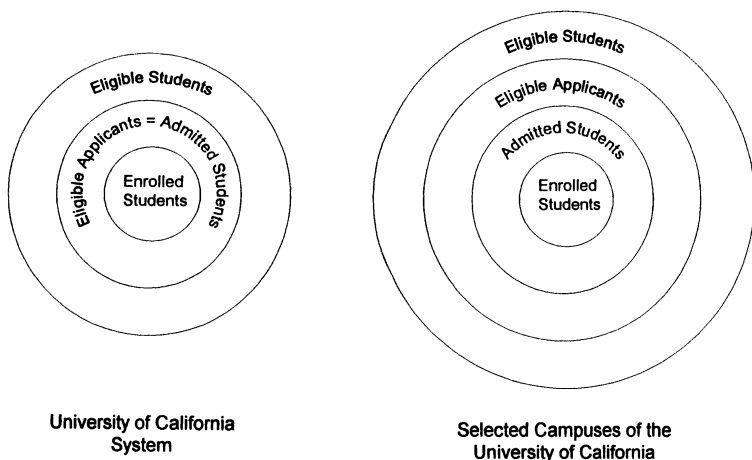 Eligible Students
Eligible Applicants = Admitted Students
Enrolled
Students
University of California
System
Eligible Students
Eligible Applicants
Admitted Students
Enrolled
Students
Selected Campuses of the
University of California